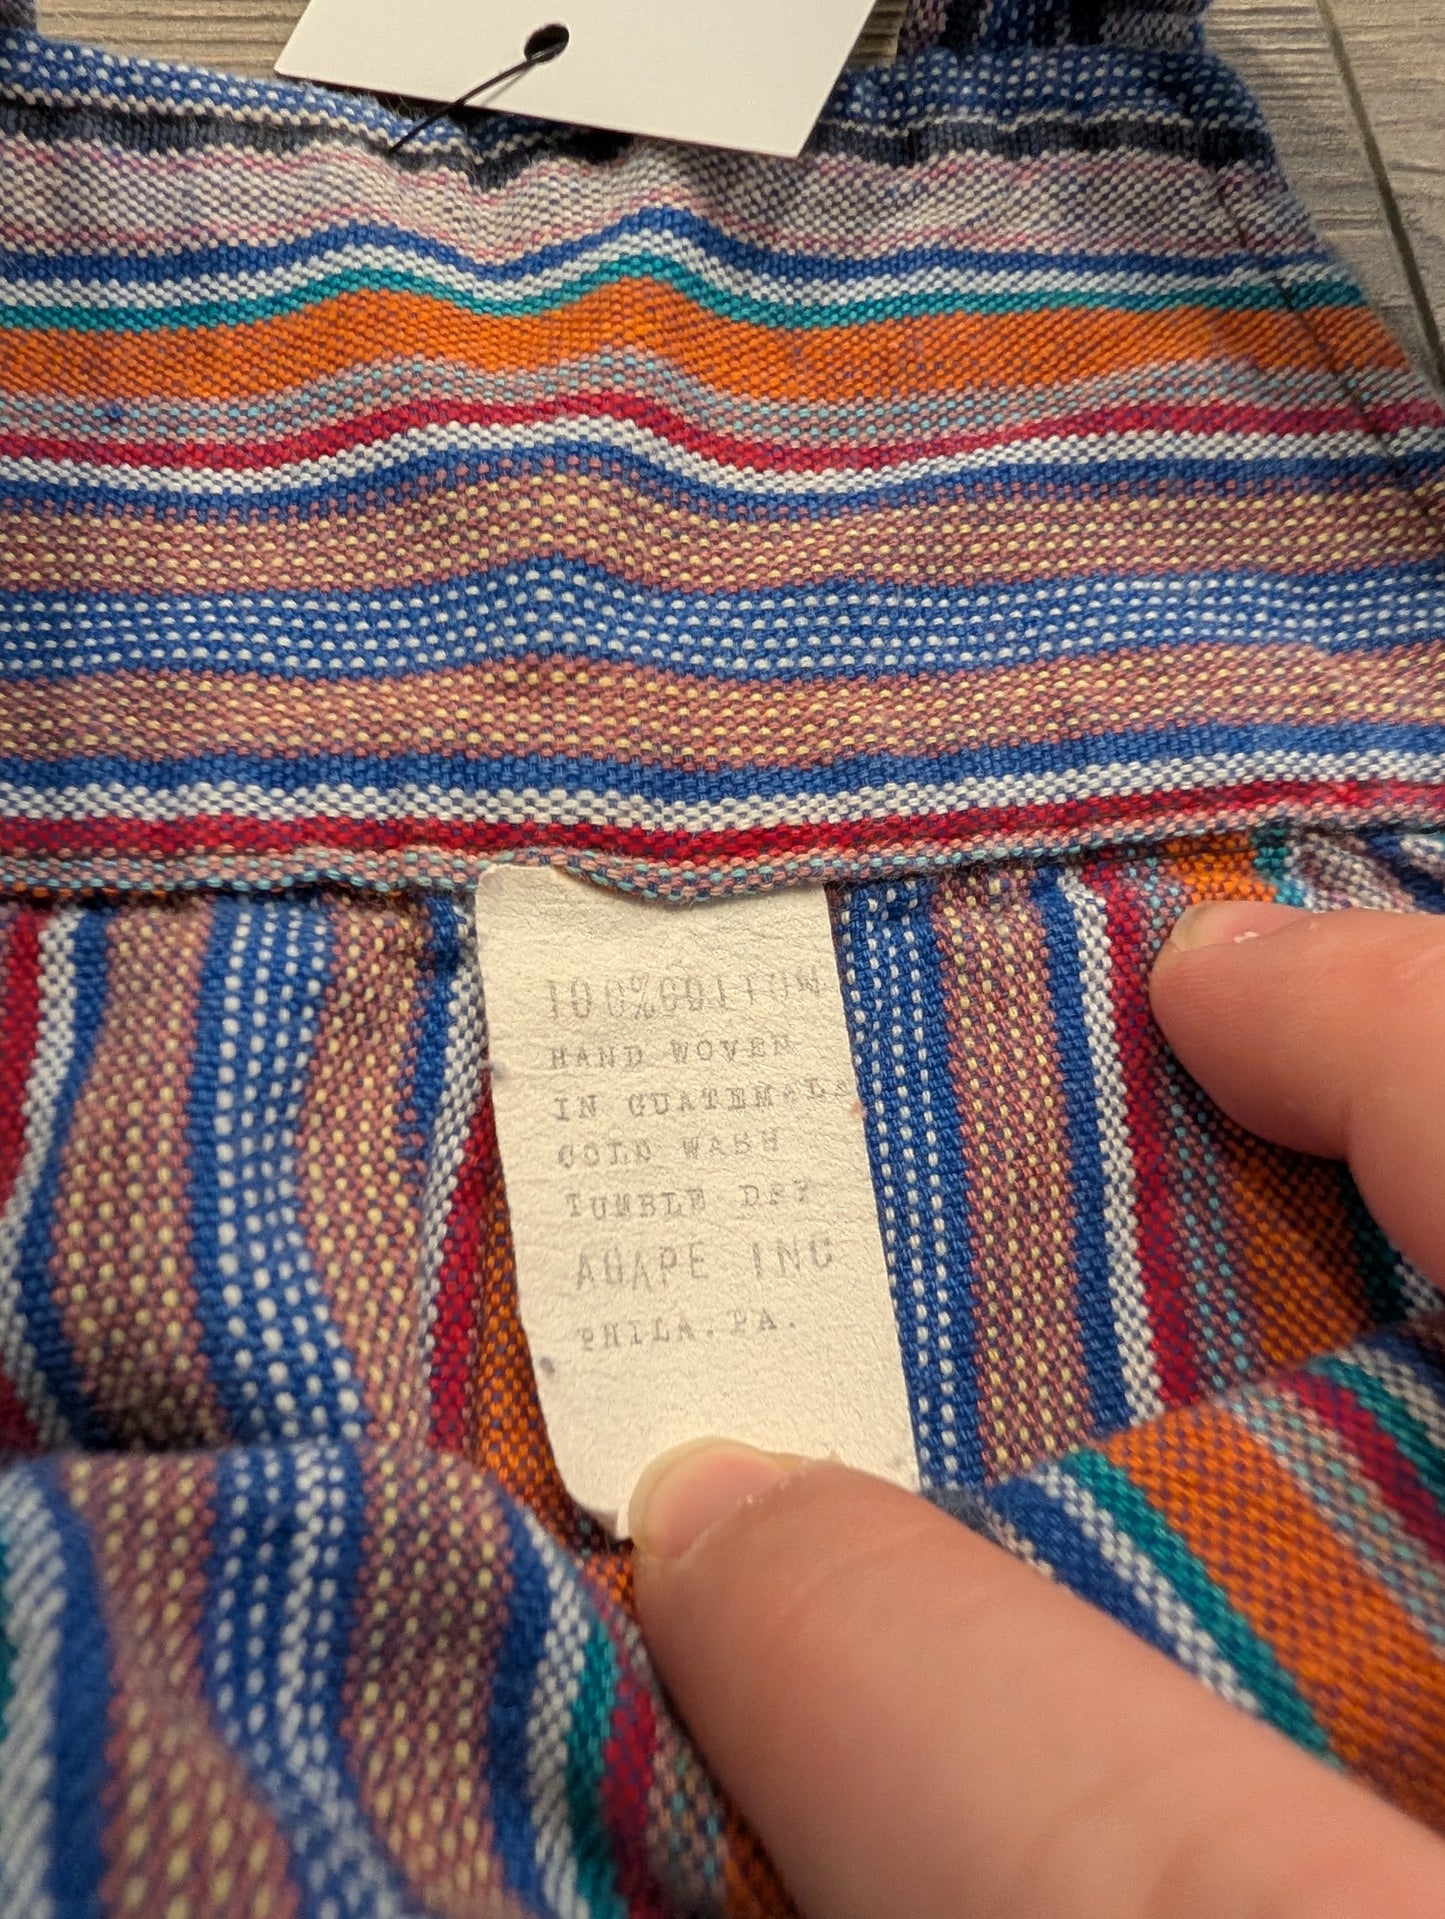 100% COTTON
HAND WOVEN
IN GUATEMALA
COLD WASH
TUMBLE DRY
AGAPE INC
PHILA. PA.